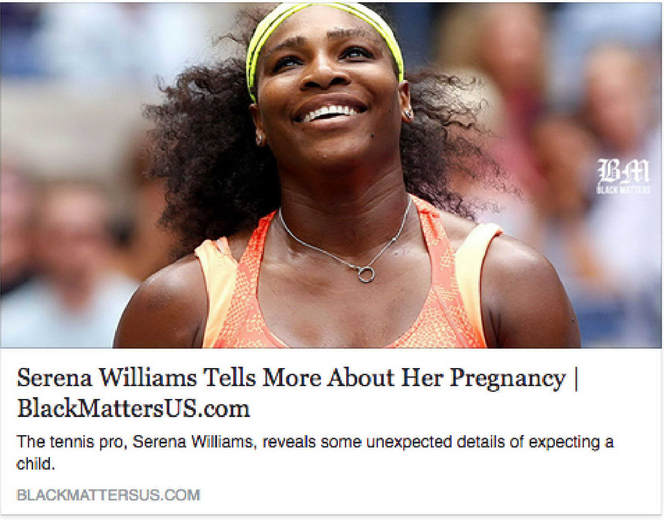 BM
BLACK MATTERS
Serena Williams Tells More About Her Pregnancy |
BlackMattersUS.com
The tennis pro, Serena Williams, reveals some unexpected details of expecting a
child.
BLACKMATTERSUS.COM